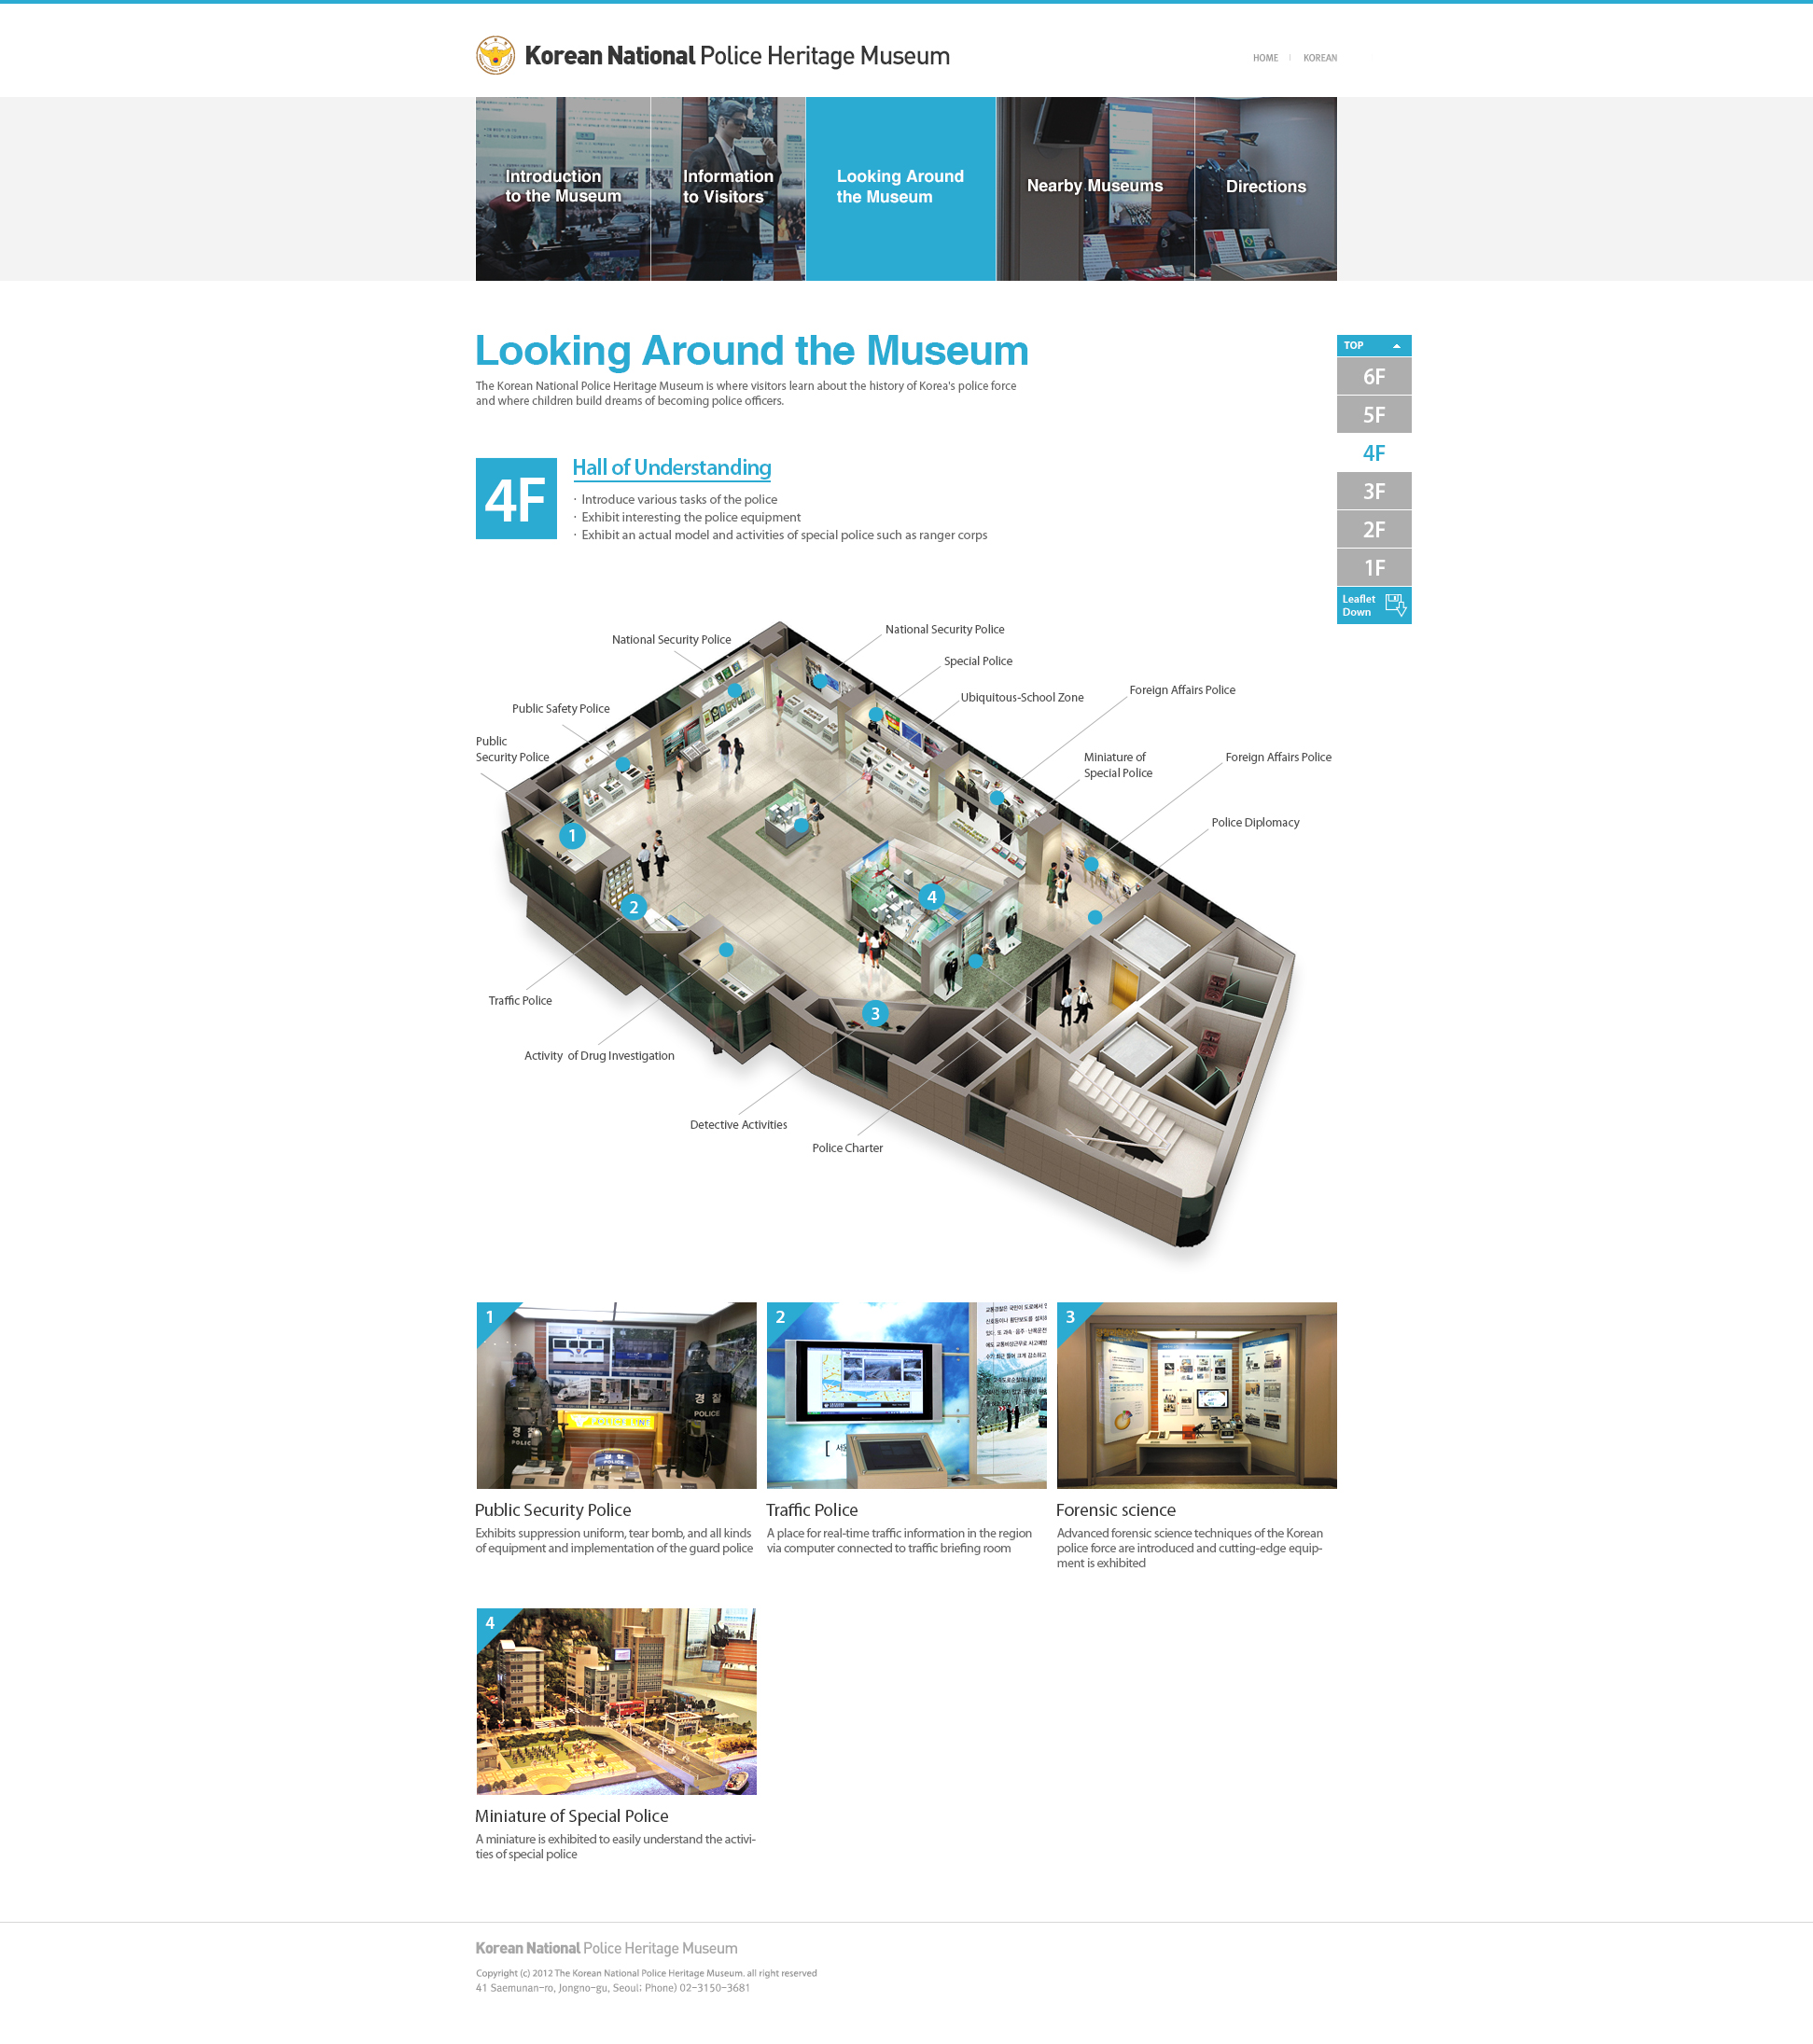 Korean National Police Heritage Museum
HOME
KOREAN
Introduction
to the Museum
Information
to Visitors
Looking Around
the Museum
Nearby Museums
Directions
Looking Around the Museum
The Korean National Police Heritage Museum is where visitors learn about the history of Korea's police force
and where children build dreams of becoming police officers.
TOP
6F
5F
4F
3F
2F
1F
Leaflet
Down
4F
Hall of Understanding
· Introduce various tasks of the police
· Exhibit interesting the police equipment
· Exhibit an actual model and activities of special police such as ranger corps
National Security Police
National Security Police
Special Police
Ubiquitous-School Zone
Foreign Affairs Police
Public Safety Police
Public
Security Police
Miniature of
Special Police
Foreign Affairs Police
Police Diplomacy
1
2
3
4
Traffic Police
Activity of Drug Investigation
Detective Activities
Police Charter
1
경찰
POLICE
경찰
POLICE
경찰
2
3
Public Security Police
Exhibits suppression uniform, tear bomb, and all kinds
of equipment and implementation of the guard police
Traffic Police
A place for real-time traffic information in the region
via computer connected to traffic briefing room
Forensic science
Advanced forensic science techniques of the Korean
police force are introduced and cutting-edge equip-
ment is exhibited
4
Miniature of Special Police
A miniature is exhibited to easily understand the activi-
ties of special police
Korean National Police Heritage Museum
Copyright (c) 2012 The Korean National Police Heritage Museum. all right reserved
41 Saemunan-ro, Jongno-gu, Seoul; Phone) 02-3150-3681